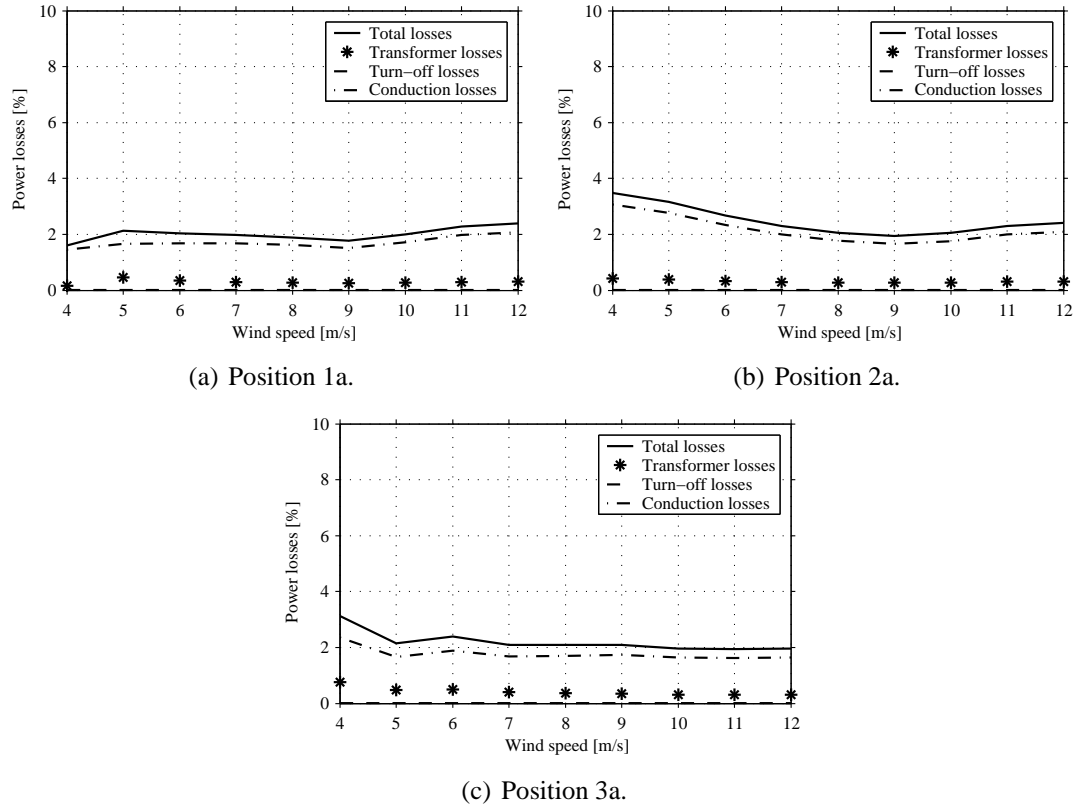 10
8
6
4
2
0
Power losses [%]
Total losses
Transformer losses
Turn−off losses
Conduction losses
4 5 6 7 8 9 10 11 12
Wind speed [m/s]
(a) Position 1a.
10
8
6
4
2
0
Power losses [%]
Total losses
Transformer losses
Turn−off losses
Conduction losses
4 5 6 7 8 9 10 11 12
Wind speed [m/s]
(b) Position 2a.
10
8
6
4
2
0
Power losses [%]
Total losses
Transformer losses
Turn−off losses
Conduction losses
4 5 6 7 8 9 10 11 12
Wind speed [m/s]
(c) Position 3a.